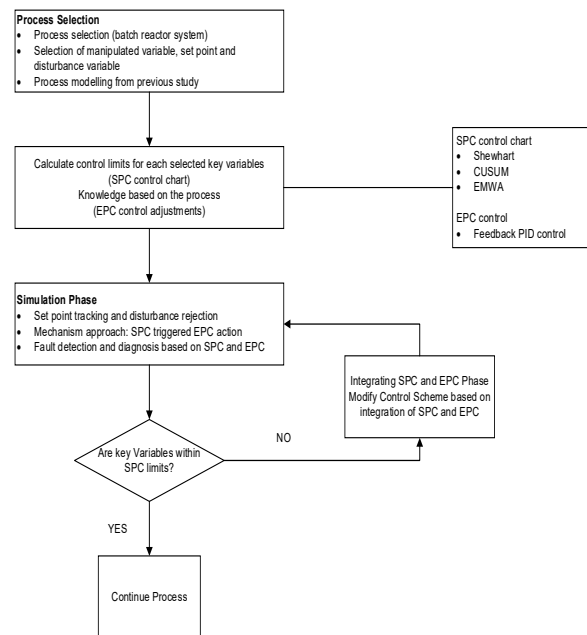 Process Selection
• Process selection (batch reactor system)
• Selection of manipulated variable, set point and
disturbance variable
• Process modelling from previous study
Calculate control limits for each selected key variables
(SPC control chart)
Knowledge based on the process
(EPC control adjustments)
SPC control chart
• Shewhart
• CUSUM
• EMWA
EPC control
• Feedback PID control
Simulation Phase
• Set point tracking and disturbance rejection
• Mechanism approach: SPC triggered EPC action
• Fault detection and diagnosis based on SPC and EPC
Integrating SPC and EPC Phase
Modify Control Scheme based on
integration of SPC and EPC
Are key Variables within
SPC limits?
NO
YES
Continue Process